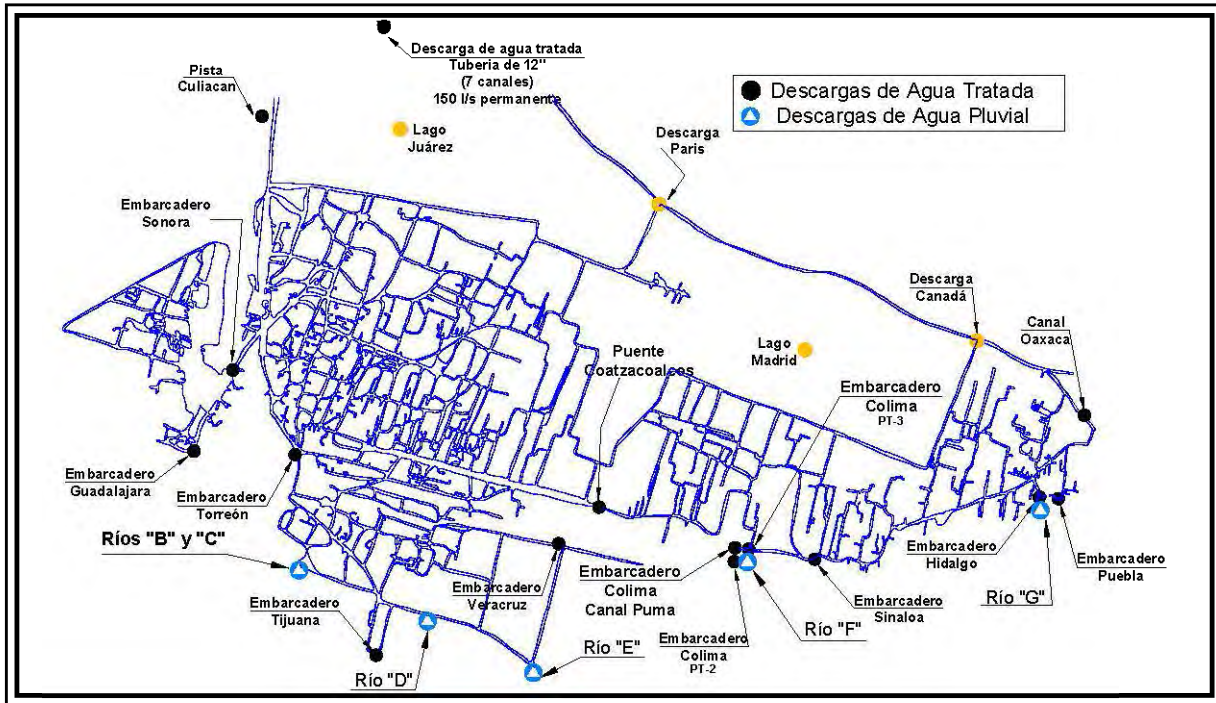 Descarga de agua tratada
Tuberia de 12"
(7 canales)
150 l/s permanente
Pista
Culiacan
Descargas de Agua Tratada
Descargas de Agua Pluvial
Lago
Juárez
Descarga
Paris
Embarcadero
Sonora
Descarga
Canadá
Canal
Oaxaca
Lago
Madrid
Puente
Coatzacoalcos
Embarcadero
Colima
PT-3
Embarcadero
Guadalajara
Embarcadero
Torreón
Ríos "B" y "C"
Embarcadero
Tijuana
Río "D"
Embarcadero
Veracruz
Río "E"
Embarcadero
Colima
Canal Puma
Embarcadero
Colima
PT-2
Río "F"
Embarcadero
Sinaloa
Embarcadero
Hidalgo
Río "G"
Embarcadero
Puebla